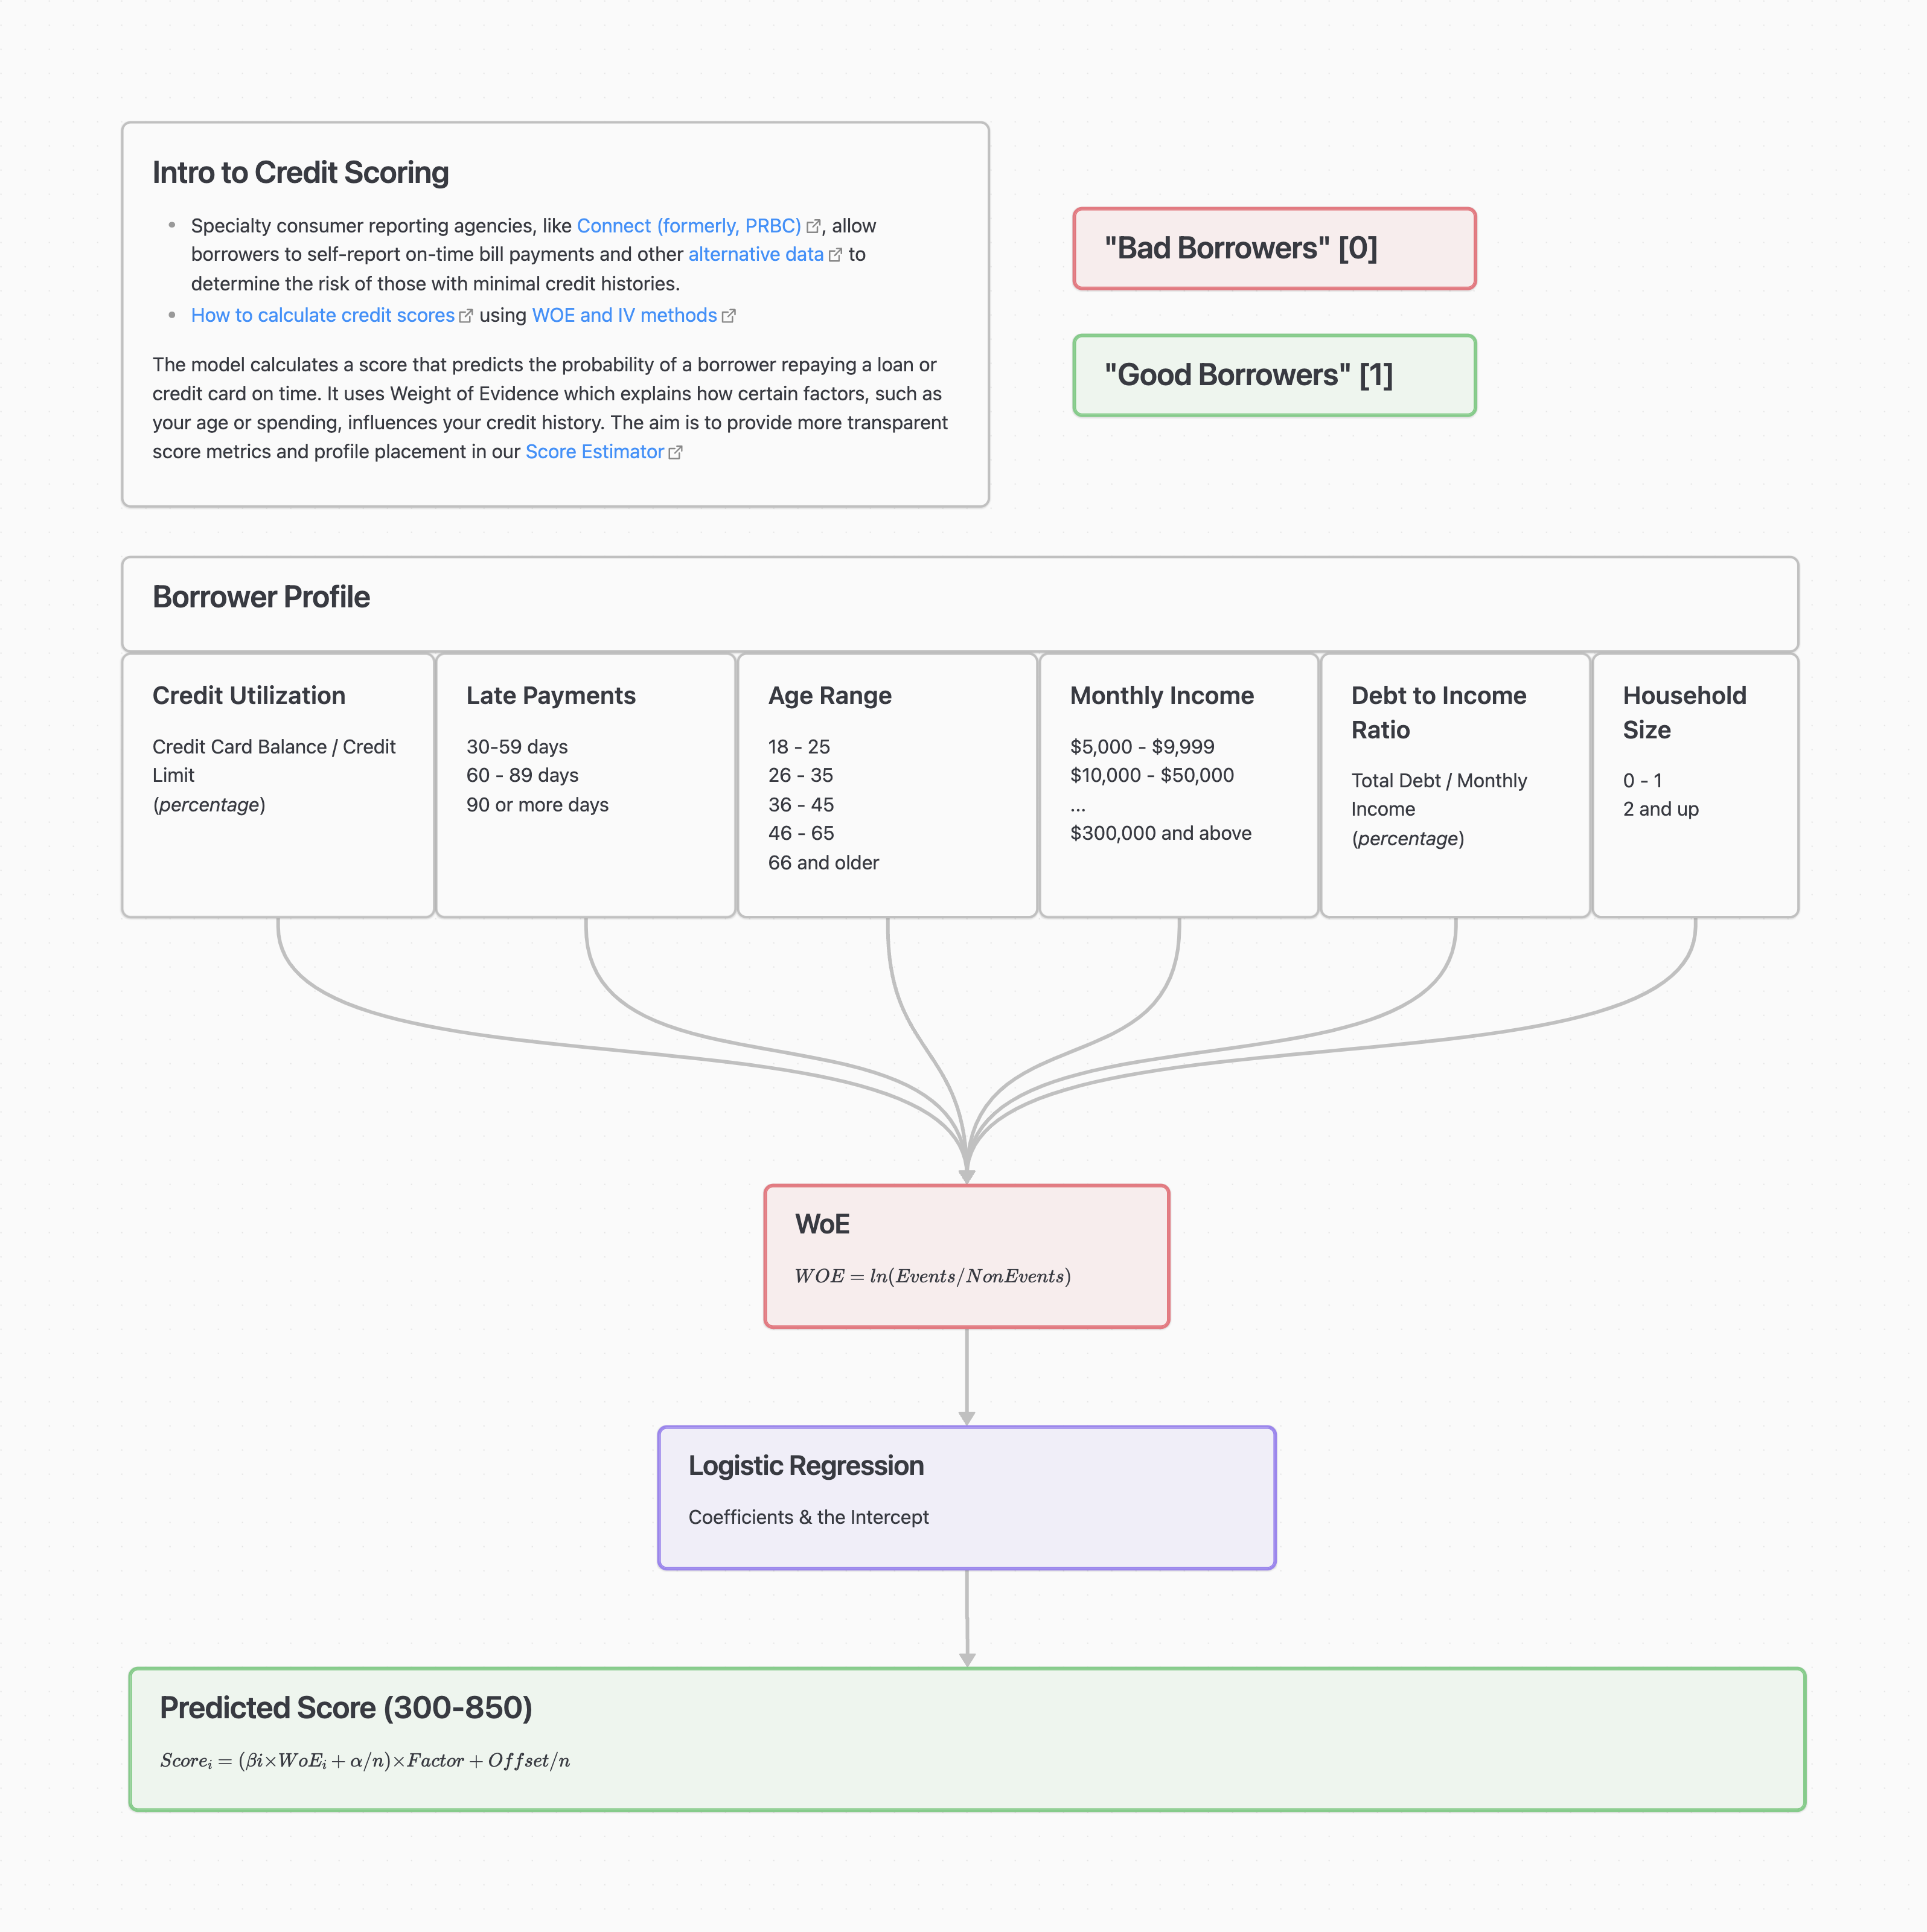 Intro to Credit Scoring
• Specialty consumer reporting agencies, like Connect (formerly, PRBC), allow
borrowers to self-report on-time bill payments and other alternative data to
determine the risk of those with minimal credit histories.
• How to calculate credit scores using WOE and IV methods
The model calculates a score that predicts the probability of a borrower repaying a loan or
credit card on time. It uses Weight of Evidence which explains how certain factors, such as
your age or spending, influences your credit history. The aim is to provide more transparent
score metrics and profile placement in our Score Estimator
"Bad Borrowers" [0]
"Good Borrowers" [1]
Borrower Profile
Credit Utilization
Credit Card Balance / Credit
Limit
(percentage)
Late Payments
30-59 days
60 - 89 days
90 or more days
Age Range
18 - 25
26 - 35
36 - 45
46 - 65
66 and older
Monthly Income
$5,000 - $9,999
$10,000 - $50,000
...
$300,000 and above
Debt to Income
Ratio
Total Debt / Monthly
Income
(percentage)
Household
Size
0 - 1
2 and up
WoE
WOE = ln(Events/NonEvents)
Logistic Regression
Coefficients & the Intercept
Predicted Score (300-850)
Scoreᵢ = (βi×WoEᵢ + α/n)×Factor + Offset/n